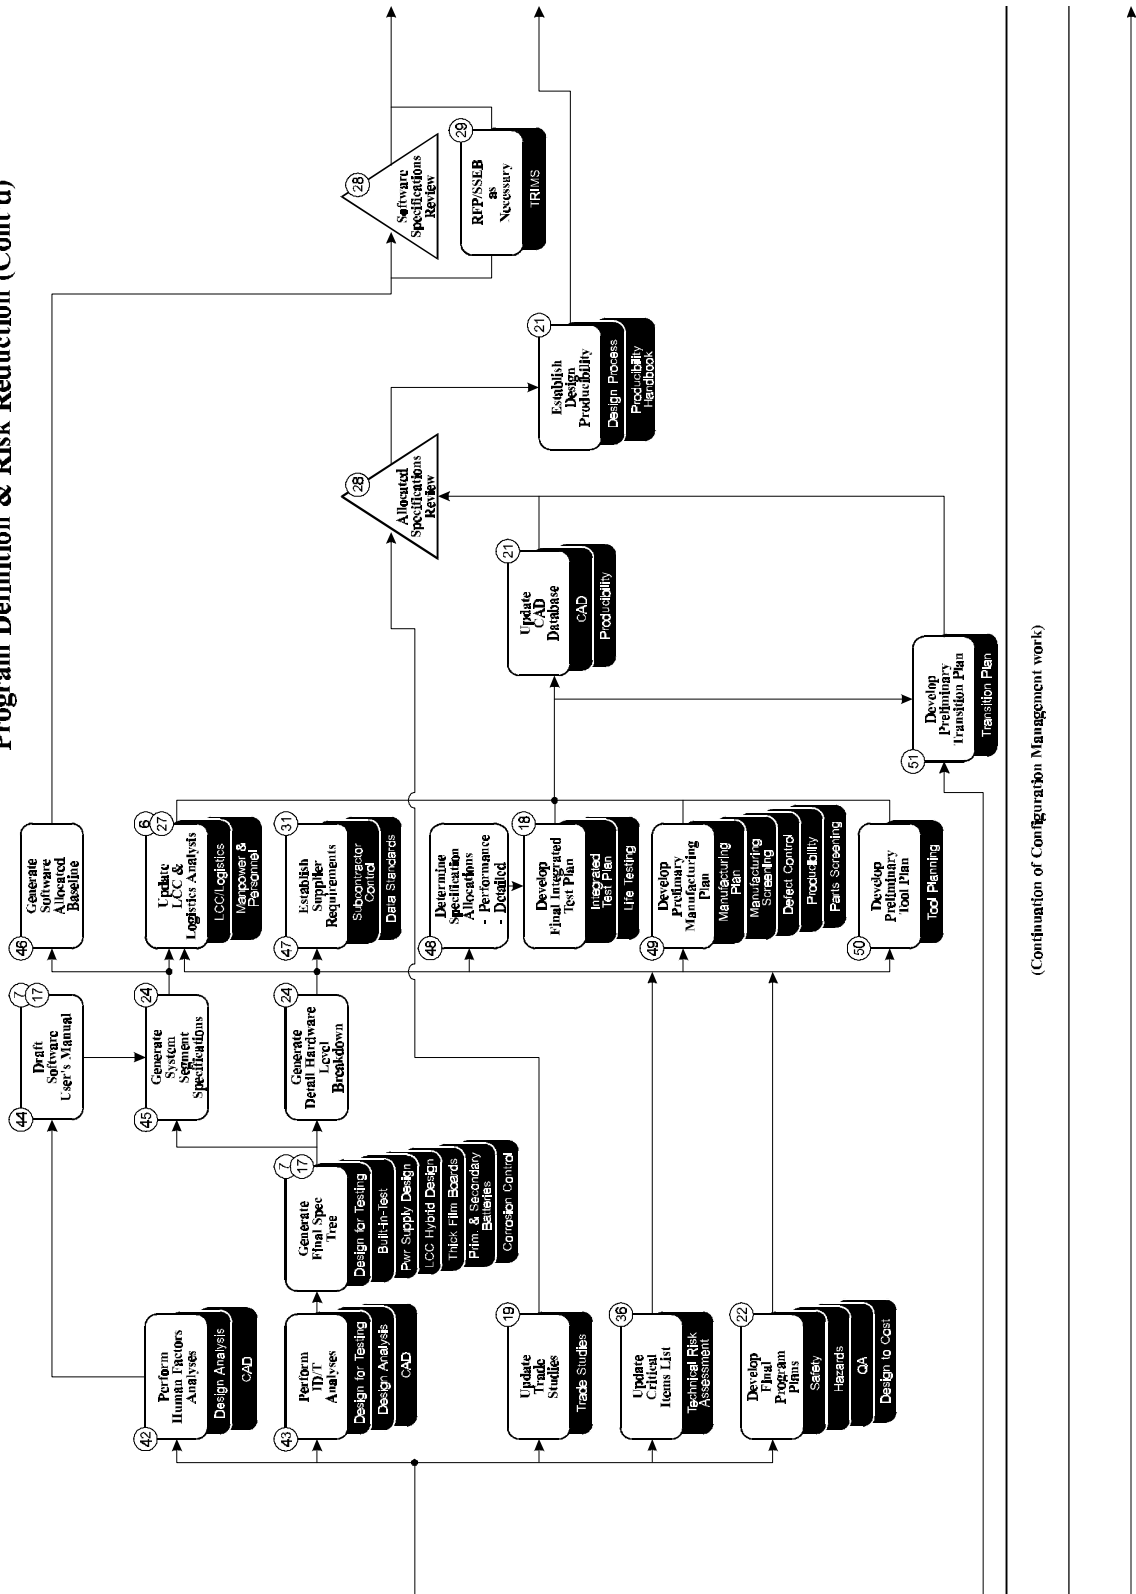 Program Definition & Risk Reduction (Cont'd)
42
Perform
Human Factors
Analyses
Design Analysis
CAD
43
Perform
ID/T
Analyses
Design for Testing
Design Analysis
CAD
19
Update
Trade
Studies
Trade Studies
36
Update
Critical
Items List
Technical Risk
Assessment
22
Develop
Final
Program
Plans
Safety
Hazards
QA
Design to Cost
7
17
Generate
Final Spec
Tree
Design for Testing
Built-in-Test
Pwr Supply Design
LCC Hybrid Design
Thick Film Boards
Prim. & Secondary
Batteries
Corrosion Control
44
7
17
Draft
Software
User's Manual
45
24
Generate
System
Segment
Specifications
24
Generate
Detail Hardware
Level
Breakdown
46
Generate
Software
Allocated
Baseline
6
27
Update
LCC &
Logistics Analysis
LCC/Logistics
Manpower &
Personnel
47
31
Establish
Supplier
Requirements
Subcontractor
Control
Data Standards
48
Determine
Specification
Allocations
- Performance
- Detailed
18
Develop
Final Integrated
Test Plan
Integrated
Test Plan
Life Testing
49
Develop
Prelimary
Manufacturing
Plan
Manufacturing
Plan
Manufacturing
Screening
Defect Control
Producibility
Parts Screening
50
Develop
Preliminary
Tool Plan
Tool Planning
51
Develop
Preliminary
Transition Plan
Transition Plan
21
Update
CAD
Database
CAD
Producibility
28
Allocated
Specifications
Review
21
Establish
Design
Producibility
Design Process
Producibility
Handbook
28
Software
Specifications
Review
29
RFP/SSEB
as
Necessary
TRIMS
(Continuation of Configuration Management work)